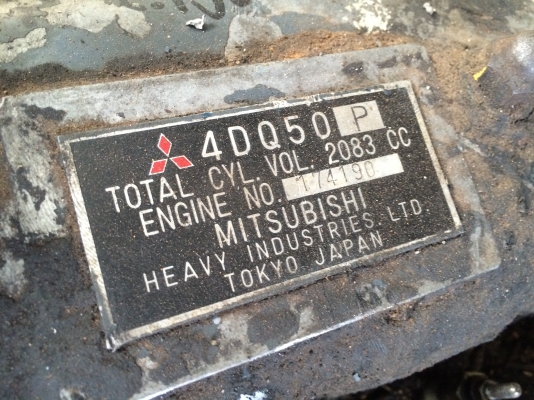 4DQ50 P
TOTAL CYL. VOL. 2083 CC
ENGINE NO. 174190
MITSUBISHI
HEAVY INDUSTRIES, LTD
TOKYO JAPAN